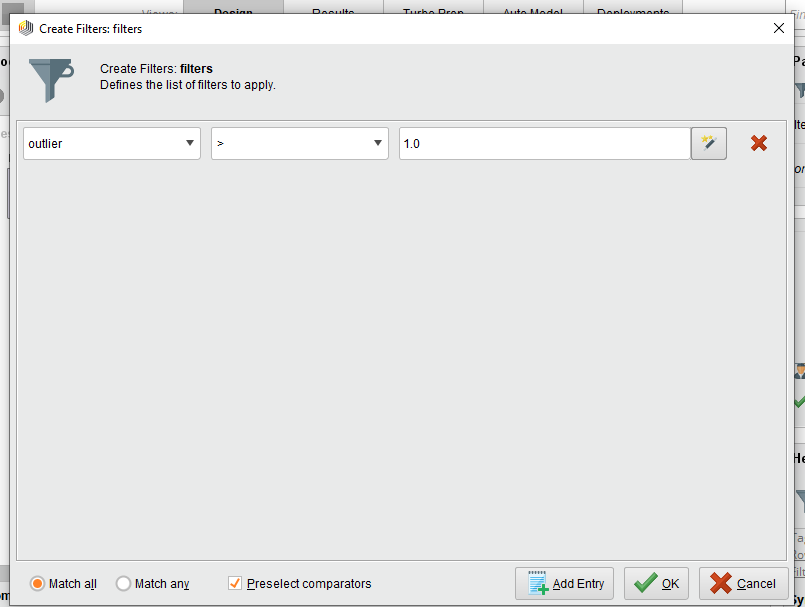 Create Filters: filters
Create Filters: filters
Defines the list of filters to apply.
outlier
>
1.0
Match all
Match any
Preselect comparators
Add Entry
OK
Cancel